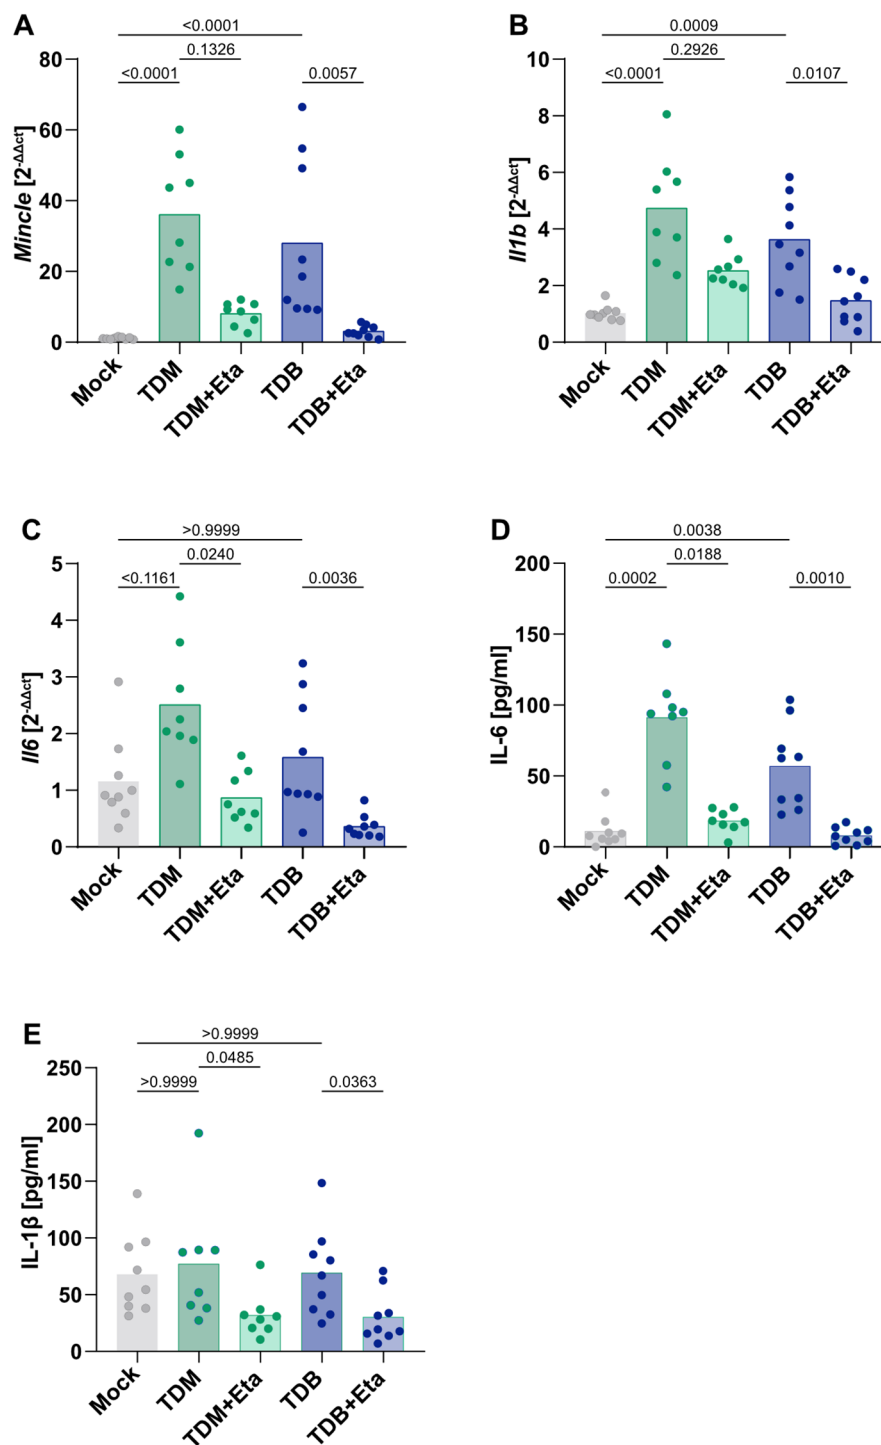 A
<0.0001
0.1326
<0.0001
0.0057
Mincle [2-ΔΔct]
80
60
40
20
0
Mock
TDM
TDM+Eta
TDB
TDB+Eta
B
0.0009
0.2926
<0.0001
0.0107
Il1b [2-ΔΔct]
10
8
6
4
2
0
Mock
TDM
TDM+Eta
TDB
TDB+Eta
C
>0.9999
0.0240
<0.1161
0.0036
Il6 [2-ΔΔct]
5
4
3
2
1
0
Mock
TDM
TDM+Eta
TDB
TDB+Eta
D
0.0038
0.0188
0.0002
0.0010
IL-6 [pg/ml]
200
150
100
50
0
Mock
TDM
TDM+Eta
TDB
TDB+Eta
E
>0.9999
0.0485
>0.9999
0.0363
IL-1β [pg/ml]
250
200
150
100
50
0
Mock
TDM
TDM+Eta
TDB
TDB+Eta